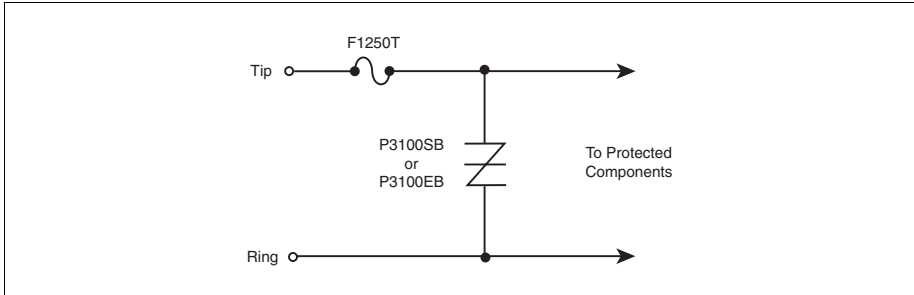 F1250T
Tip
P3100SB
or
P3100EB
To Protected
Components
Ring